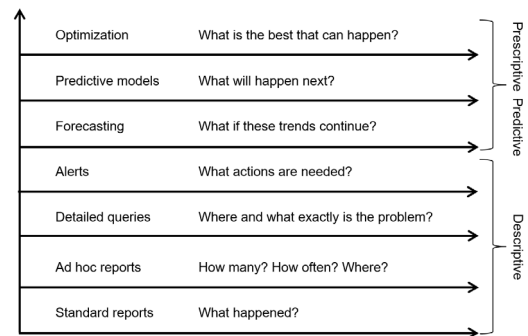 Optimization What is the best that can happen?
Predictive models What will happen next?
Forecasting What if these trends continue?
Alerts What actions are needed?
Detailed queries Where and what exactly is the problem?
Ad hoc reports How many? How often? Where?
Standard reports What happened?
Prescriptive Predictive
Descriptive